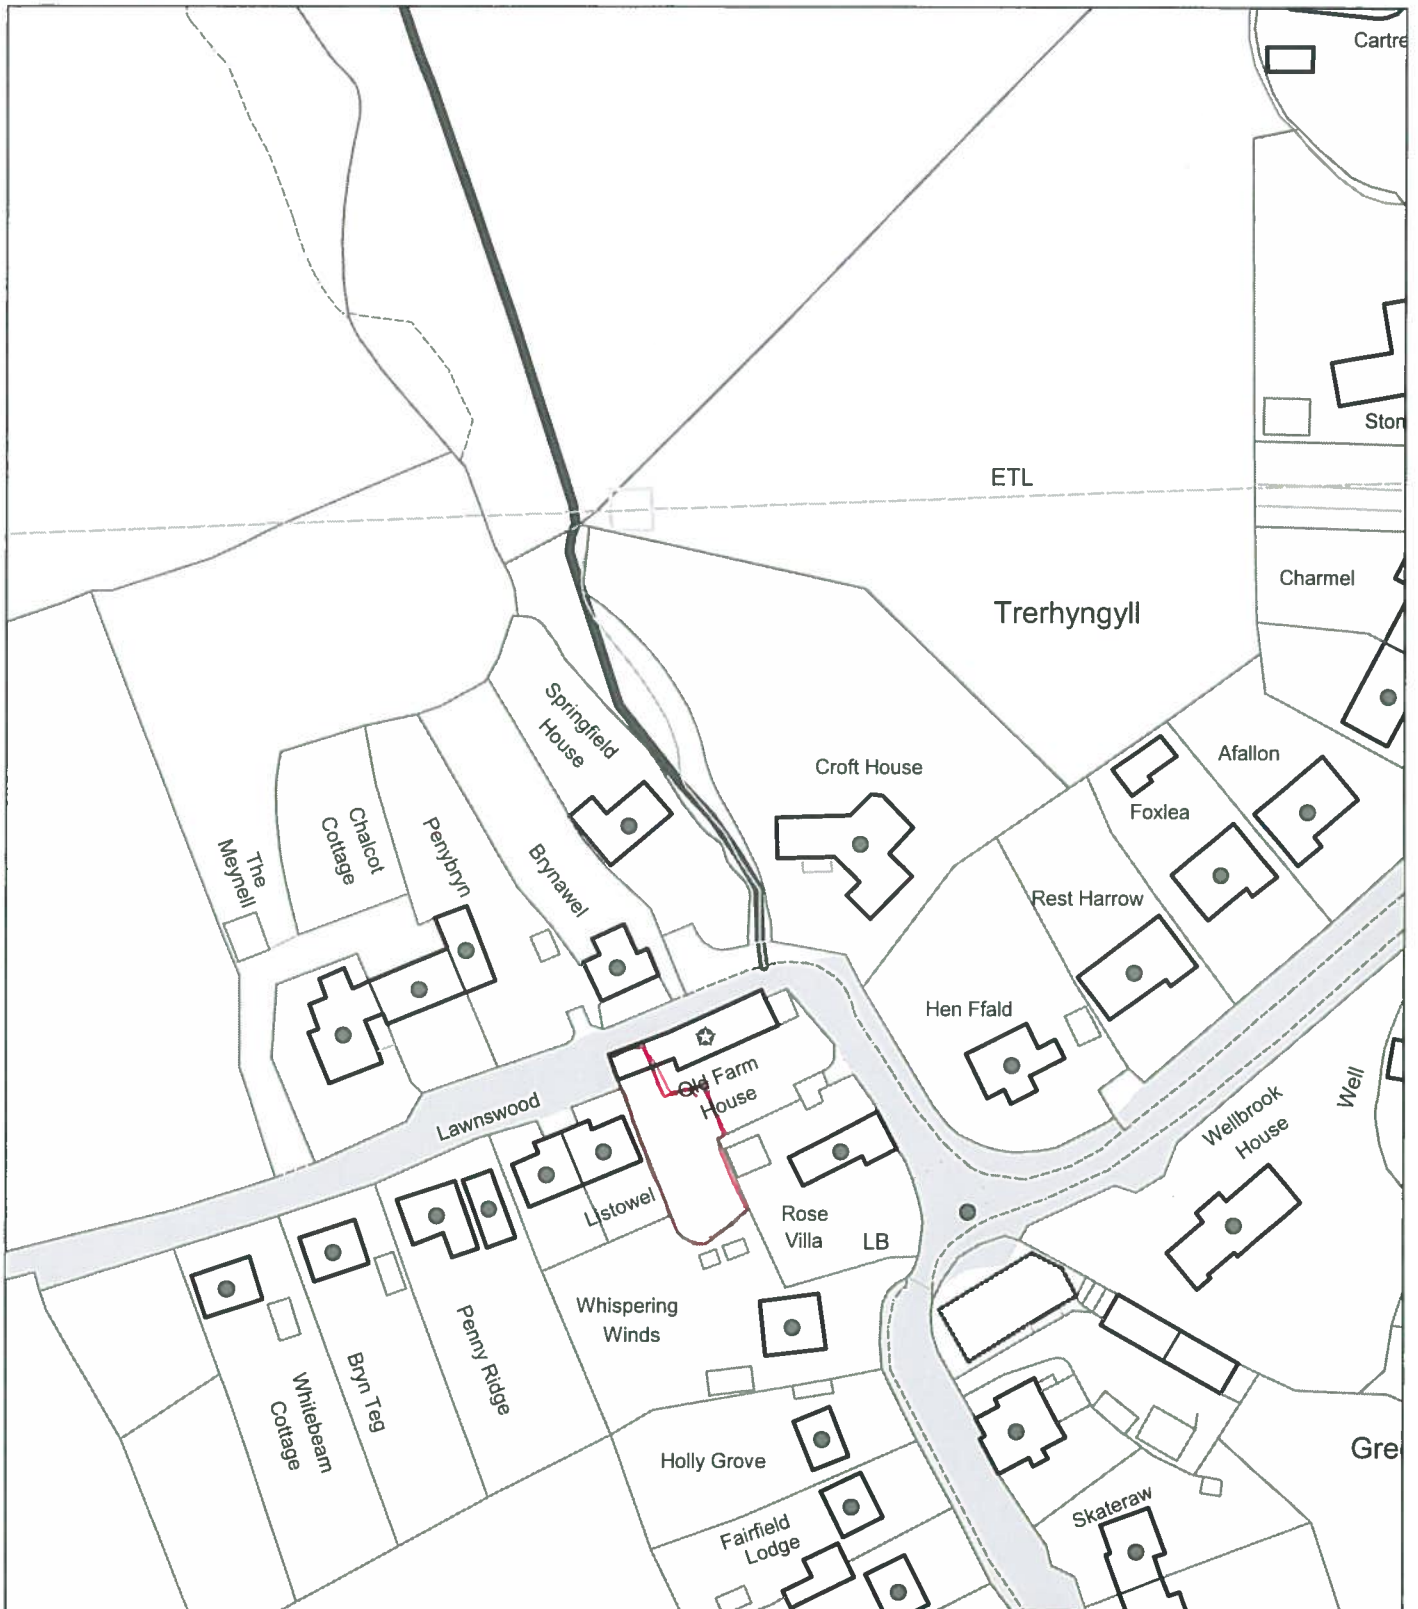 Cartre
Ston
ETL
Charmel
Trerhyngyll
Springfield
House
Croft House
Afallon
Foxlea
The
Meynell
Chalcot
Cottage
Penybryn
Brynawel
Rest Harrow
Hen Ffald
Old Farm
House
Lawnswood
Well
Wellbrook
House
Listowel
Rose
Villa
LB
Whispering
Winds
Penny Ridge
Bryn Teg
Whitebeam
Cottage
Holly Grove
Gre
Skateraw
Fairfield
Lodge